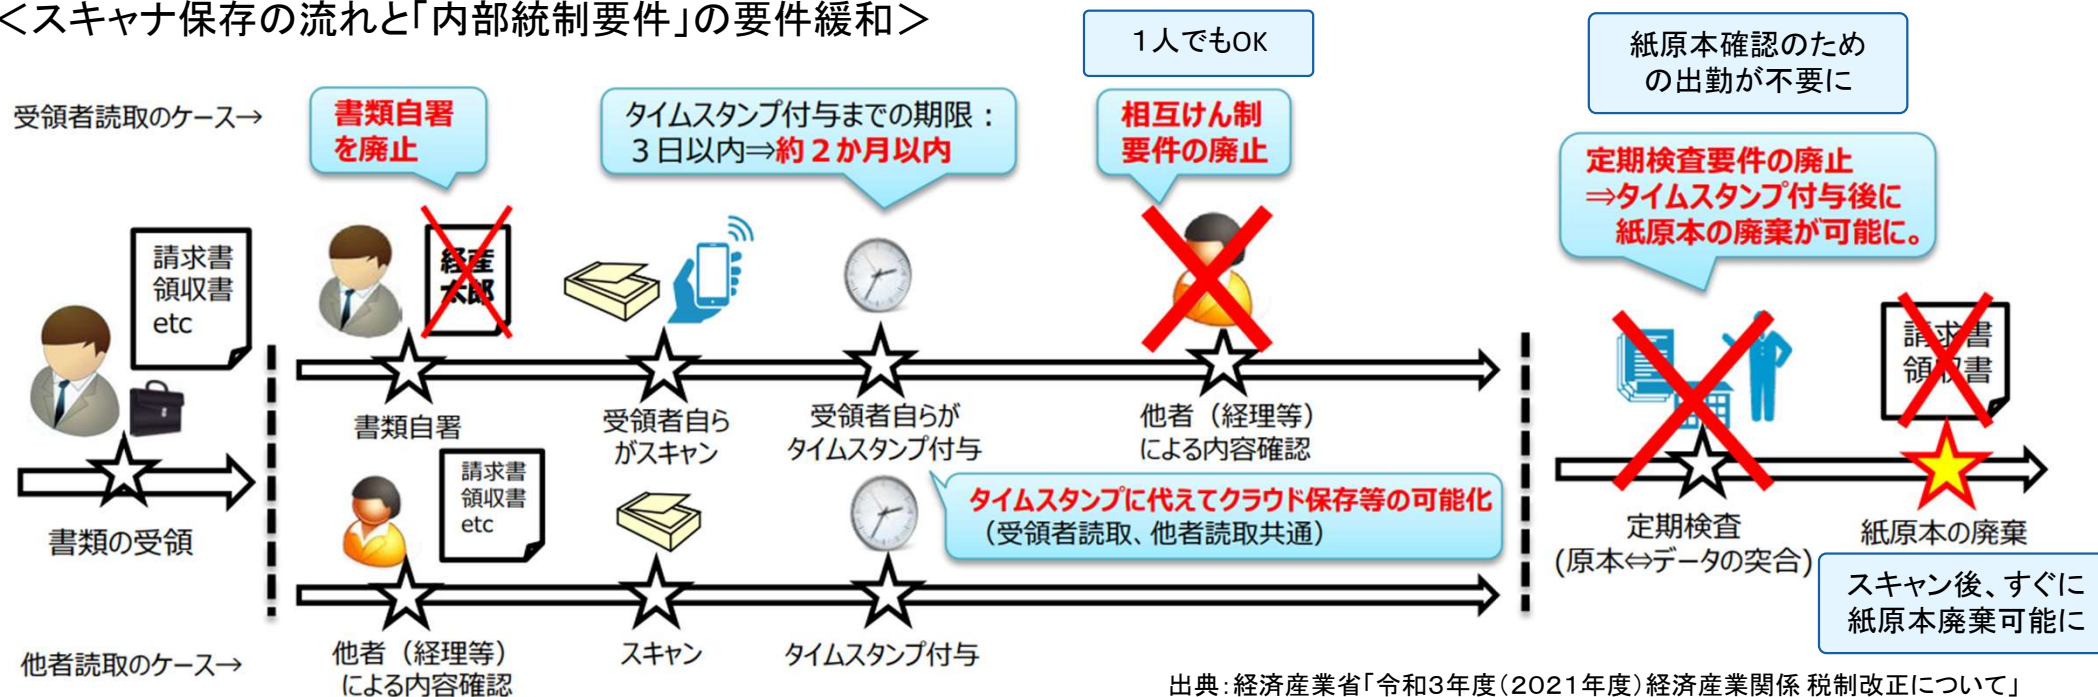 ＜スキャナ保存の流れと「内部統制要件」の要件緩和＞
１人でもOK
紙原本確認のため
の出勤が不要に
受領者読取のケース→
書類自署
を廃止
タイムスタンプ付与までの期限：
３日以内⇒約２か月以内
相互けん制
要件の廃止
定期検査要件の廃止
⇒タイムスタンプ付与後に
紙原本の廃棄が可能に。
請求書
領収書
etc
経産
太郎
請求書
領収書
書類の受領
書類自署
受領者自ら
がスキャン
受領者自らが
タイムスタンプ付与
他者（経理等）
による内容確認
請求書
領収書
etc
タイムスタンプに代えてクラウド保存等の可能化
（受領者読取、他者読取共通）
定期検査
(原本⇔データの突合)
紙原本の廃棄
スキャン後、すぐに
紙原本廃棄可能に
他者読取のケース→
他者（経理等）
による内容確認
スキャン
タイムスタンプ付与
出典：経済産業省「令和３年度（２０２１年度）経済産業関係 税制改正について」